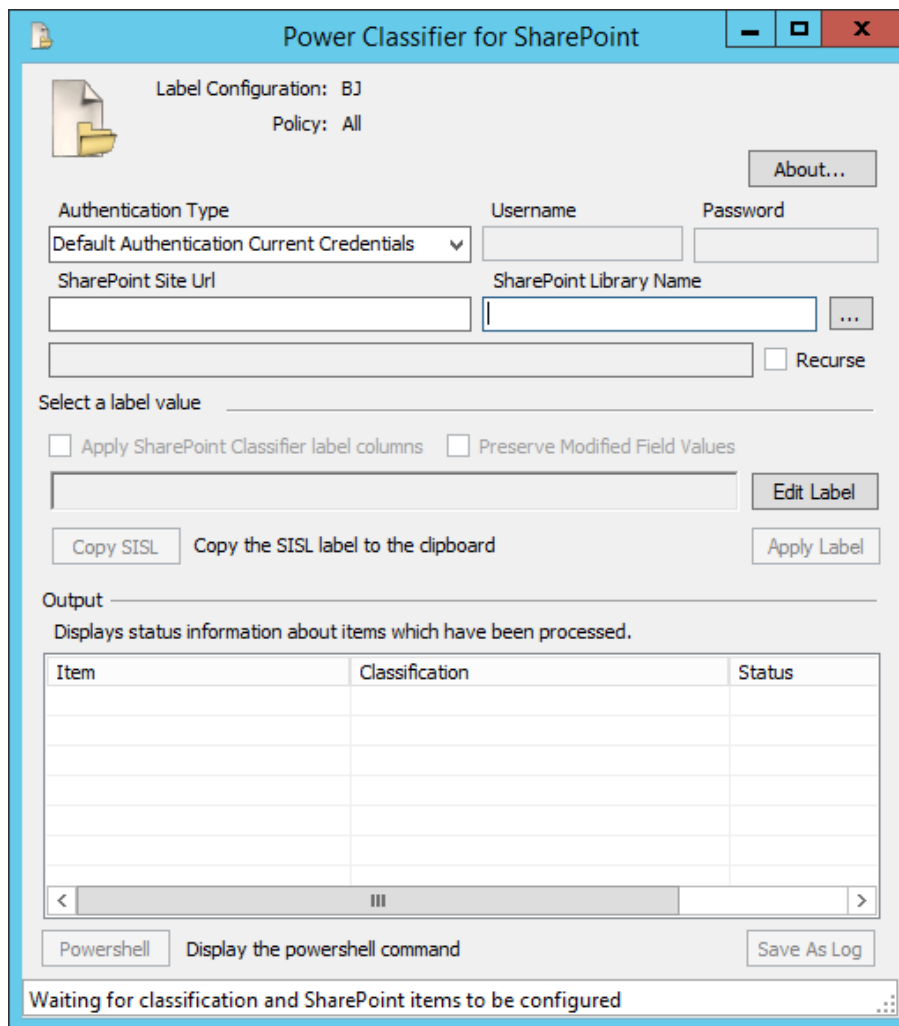 Power Classifier for SharePoint
Label Configuration: BJ
Policy: All
About...
Authentication Type Username Password
Default Authentication Current Credentials
SharePoint Site Url SharePoint Library Name
...
Recurse
Select a label value
Apply SharePoint Classifier label columns Preserve Modified Field Values
Edit Label
Copy SISL Copy the SISL label to the clipboard Apply Label
Output
Displays status information about items which have been processed.
Item Classification Status
Powershell Display the powershell command Save As Log
Waiting for classification and SharePoint items to be configured